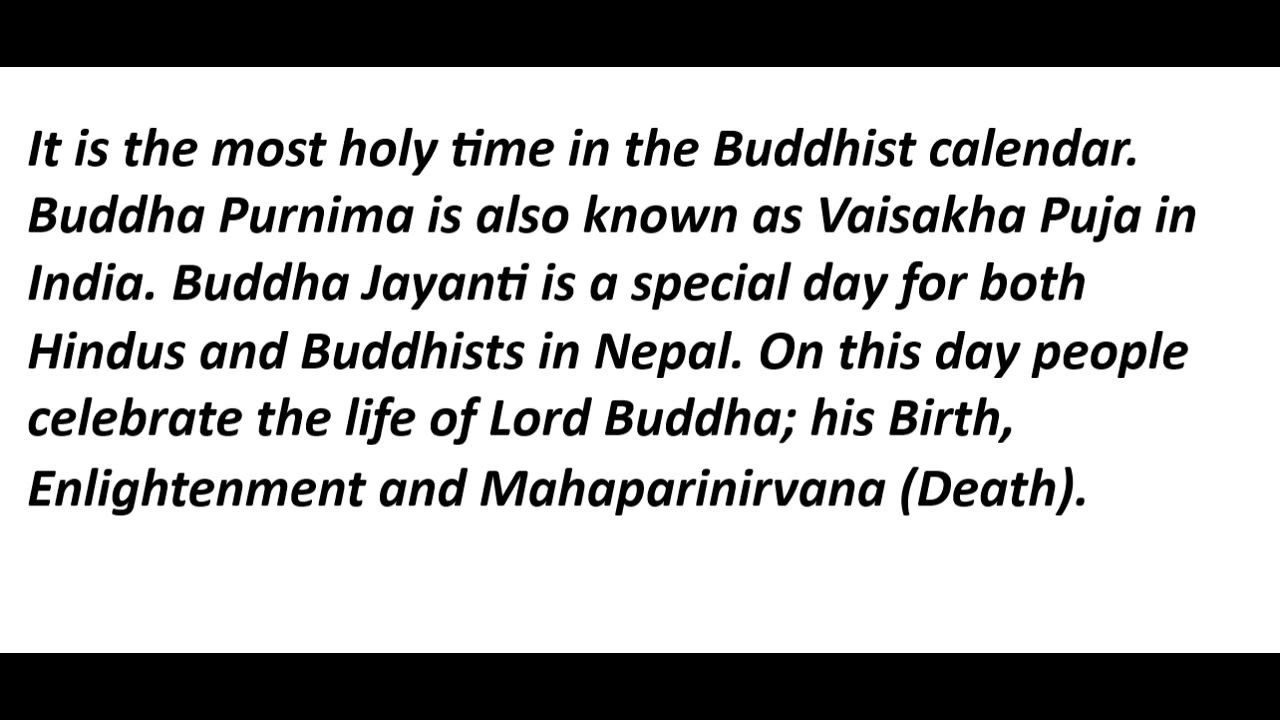 It is the most holy time in the Buddhist calendar.
Buddha Purnima is also known as Vaisakha Puja in
India. Buddha Jayanti is a special day for both
Hindus and Buddhists in Nepal. On this day people
celebrate the life of Lord Buddha; his Birth,
Enlightenment and Mahaparinirvana (Death).